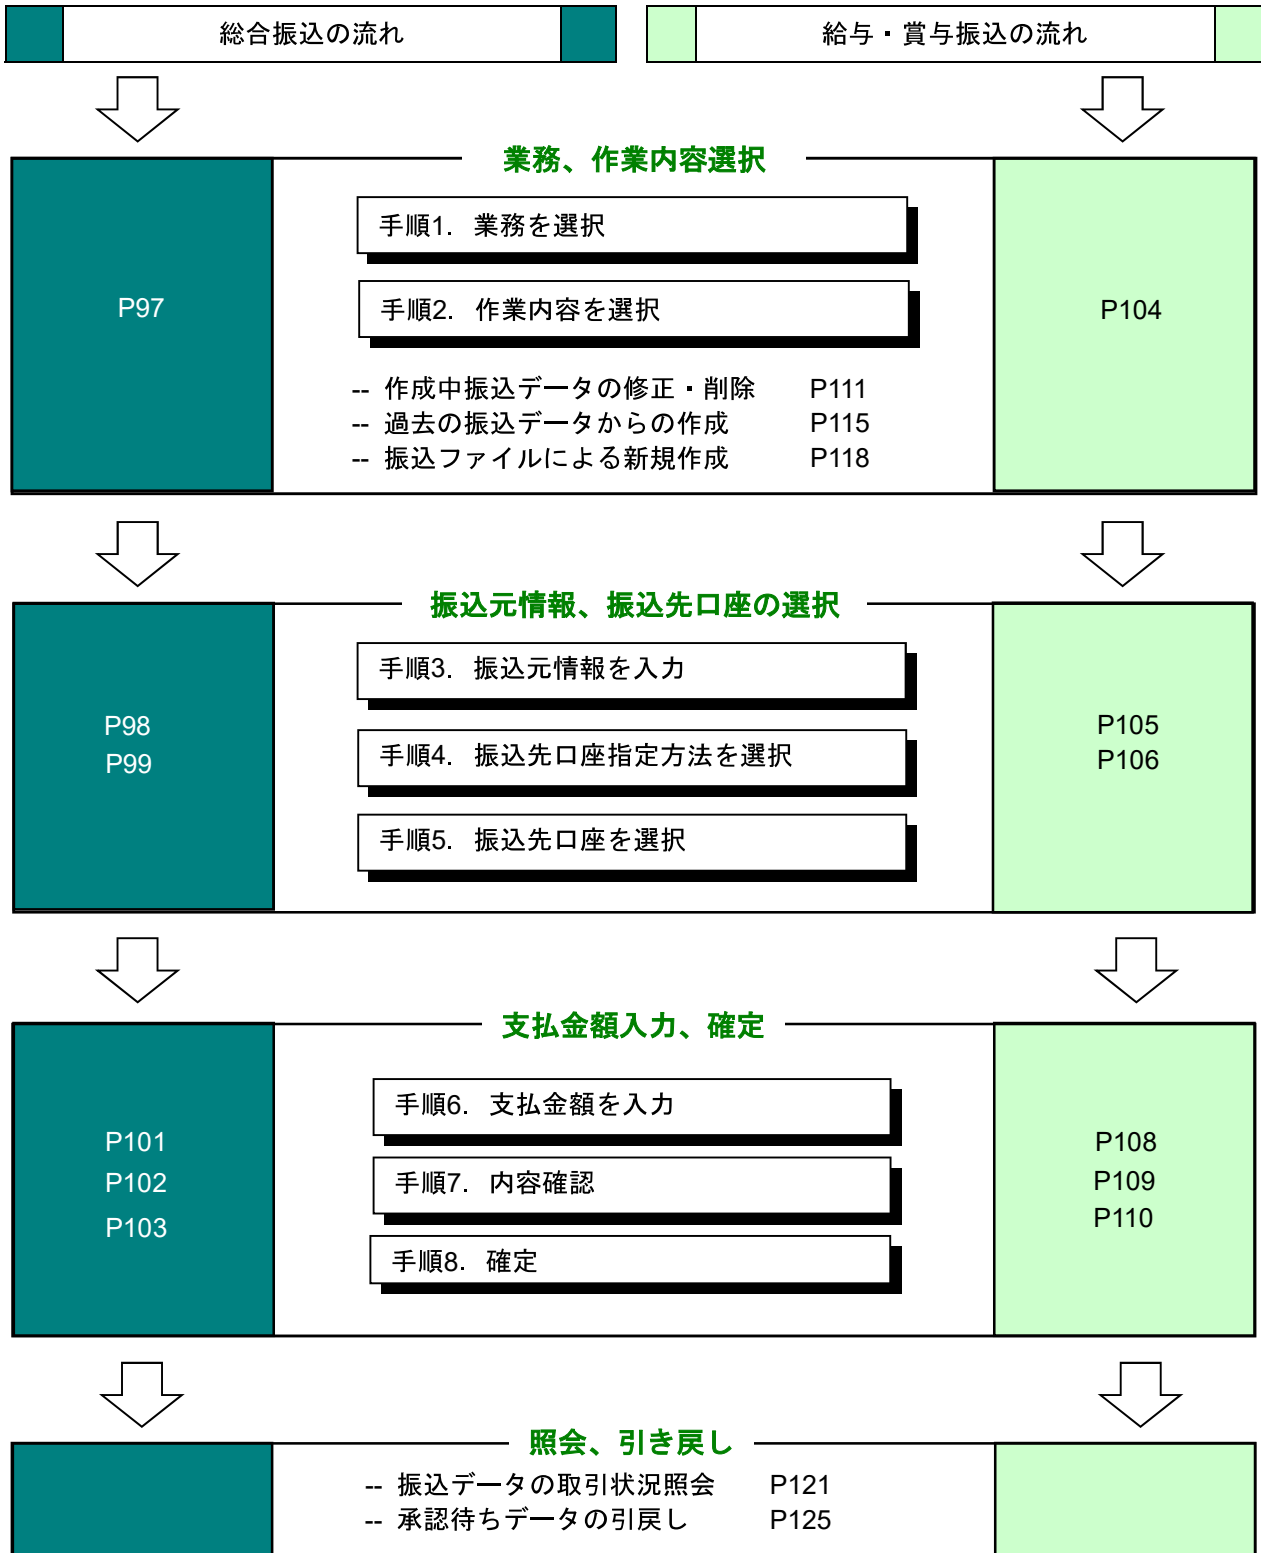 総合振込の流れ
給与・賞与振込の流れ
業務、作業内容選択
手順1. 業務を選択
手順2. 作業内容を選択
P97
P104
-- 作成中振込データの修正・削除 P111
-- 過去の振込データからの作成 P115
-- 振込ファイルによる新規作成 P118
振込元情報、振込先口座の選択
手順3. 振込元情報を入力
手順4. 振込先口座指定方法を選択
手順5. 振込先口座を選択
P98
P99
P105
P106
支払金額入力、確定
手順6. 支払金額を入力
手順7. 内容確認
手順8. 確定
P101
P102
P103
P108
P109
P110
照会、引き戻し
-- 振込データの取引状況照会 P121
-- 承認待ちデータの引戻し P125